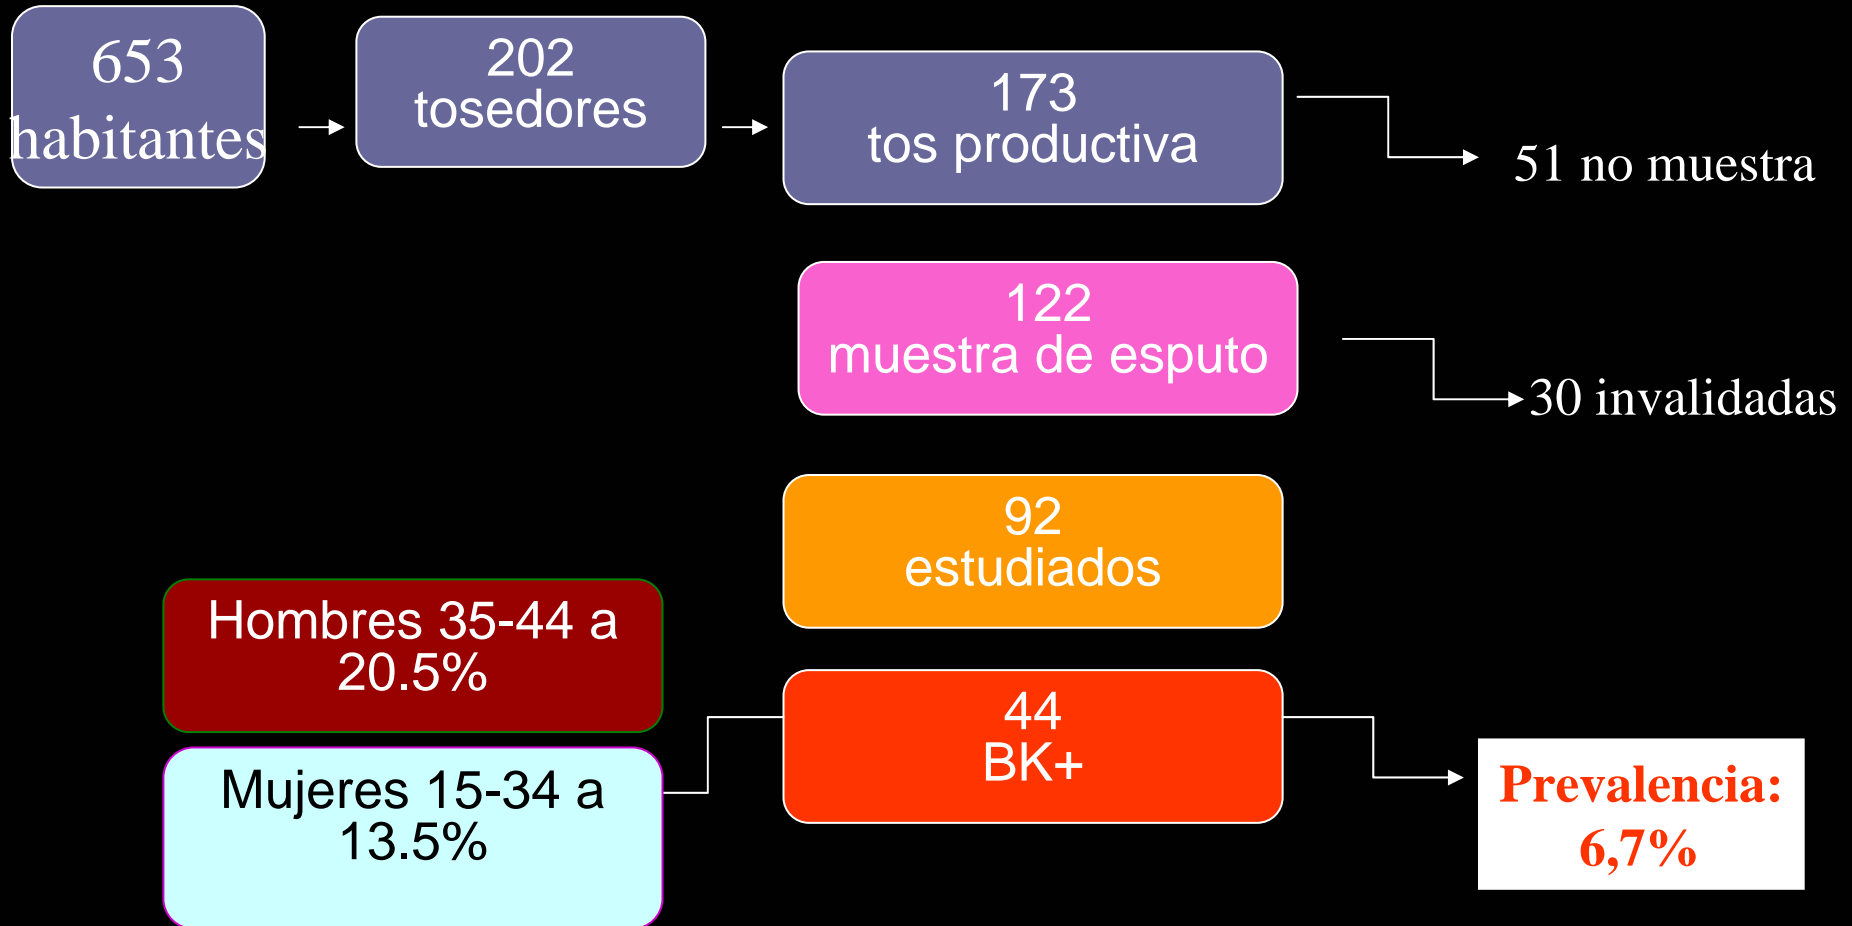 653
habitantes
202
tosedores
173
tos productiva
51 no muestra
122
muestra de esputo
30 invalidadas
92
estudiados
Hombres 35-44 a
20.5%
44
BK+
Mujeres 15-34 a
13.5%
Prevalencia:
6,7%